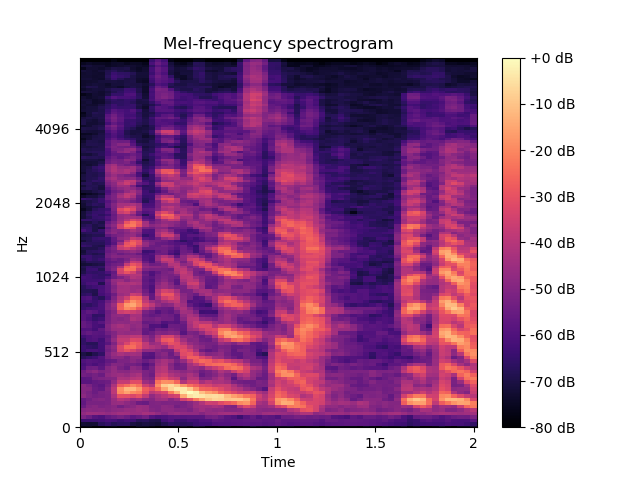 Mel-frequency spectrogram
+0 dB
-10 dB
-20 dB
-30 dB
-40 dB
-50 dB
-60 dB
-70 dB
-80 dB
Hz
4096
2048
1024
512
0
0 0.5 1 1.5 2
Time